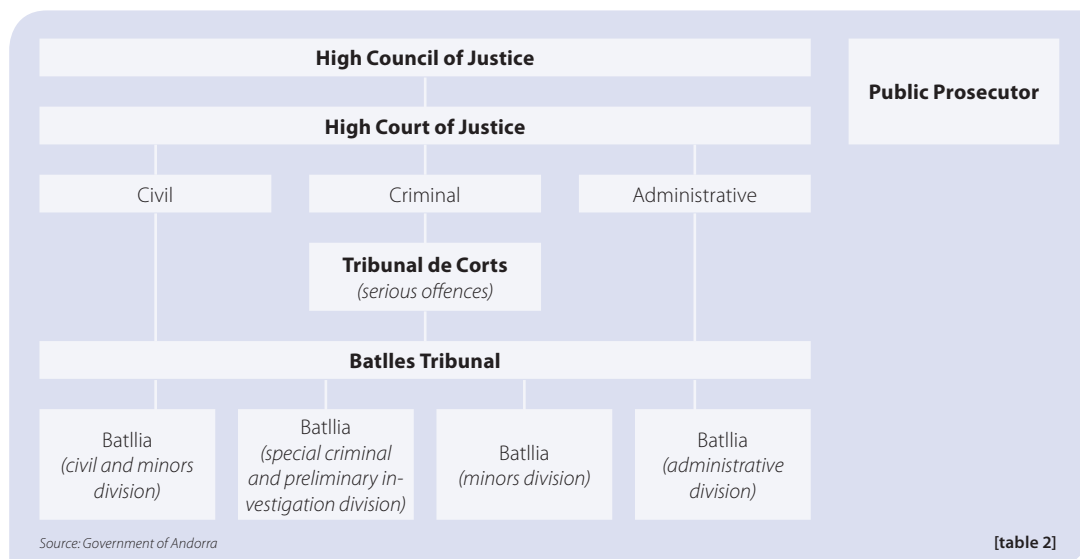 High Council of Justice
Public Prosecutor
High Court of Justice
Civil
Criminal
Administrative
Tribunal de Corts
(serious offences)
Batlles Tribunal
Batllia
(civil and minors
division)
Batllia
(special criminal
and preliminary in-
vestigation division)
Batllia
(minors division)
Batllia
(administrative
division)
Source: Government of Andorra
[table 2]